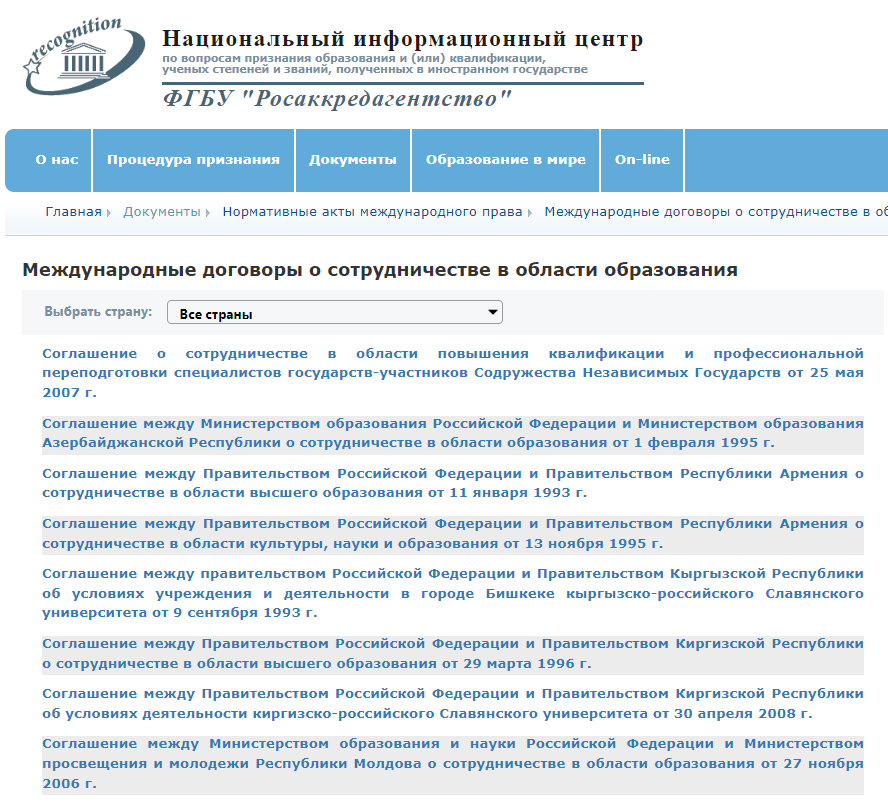 recognition
Национальный информационный центр
по вопросам признания образования и (или) квалификации,
ученых степеней и званий, полученных в иностранном государстве
ФГБУ "Росаккредагентство"
О нас Процедура признания Документы Образование в мире On-line
Главная Документы Нормативные акты международного права Международные договоры о сотрудничестве в об
Международные договоры о сотрудничестве в области образования
Выбрать страну: Все страны
Соглашение о сотрудничестве в области повышения квалификации и профессиональной
переподготовки специалистов государств-участников Содружества Независимых Государств от 25 мая
2007 г.
Соглашение между Министерством образования Российской Федерации и Министерством образования
Азербайджанской Республики о сотрудничестве в области образования от 1 февраля 1995 г.
Соглашение между Правительством Российской Федерации и Правительством Республики Армения о
сотрудничестве в области высшего образования от 11 января 1993 г.
Соглашение между Правительством Российской Федерации и Правительством Республики Армения о
сотрудничестве в области культуры, науки и образования от 13 ноября 1995 г.
Соглашение между правительством Российской Федерации и Правительством Кыргызской Республики
об условиях учреждения и деятельности в городе Бишкеке кыргызско-российского Славянского
университета от 9 сентября 1993 г.
Соглашение между Правительством Российской Федерации и Правительством Киргизской Республики
о сотрудничестве в области высшего образования от 29 марта 1996 г.
Соглашение между Правительством Российской Федерации и Правительством Киргизской Республики
об условиях деятельности киргизско-российского Славянского университета от 30 апреля 2008 г.
Соглашение между Министерством образования и науки Российской Федерации и Министерством
просвещения и молодежи Республики Молдова о сотрудничестве в области образования от 27 ноября
2006 г.